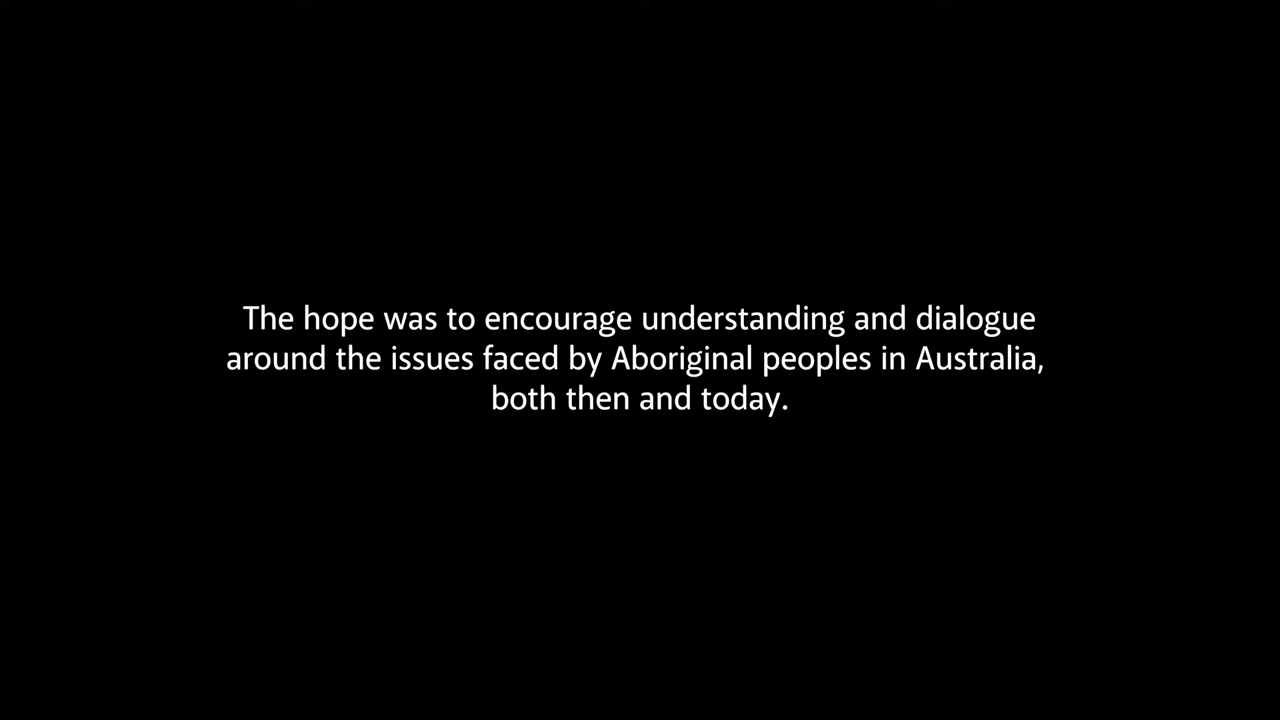 The hope was to encourage understanding and dialogue
around the issues faced by Aboriginal peoples in Australia,
both then and today.